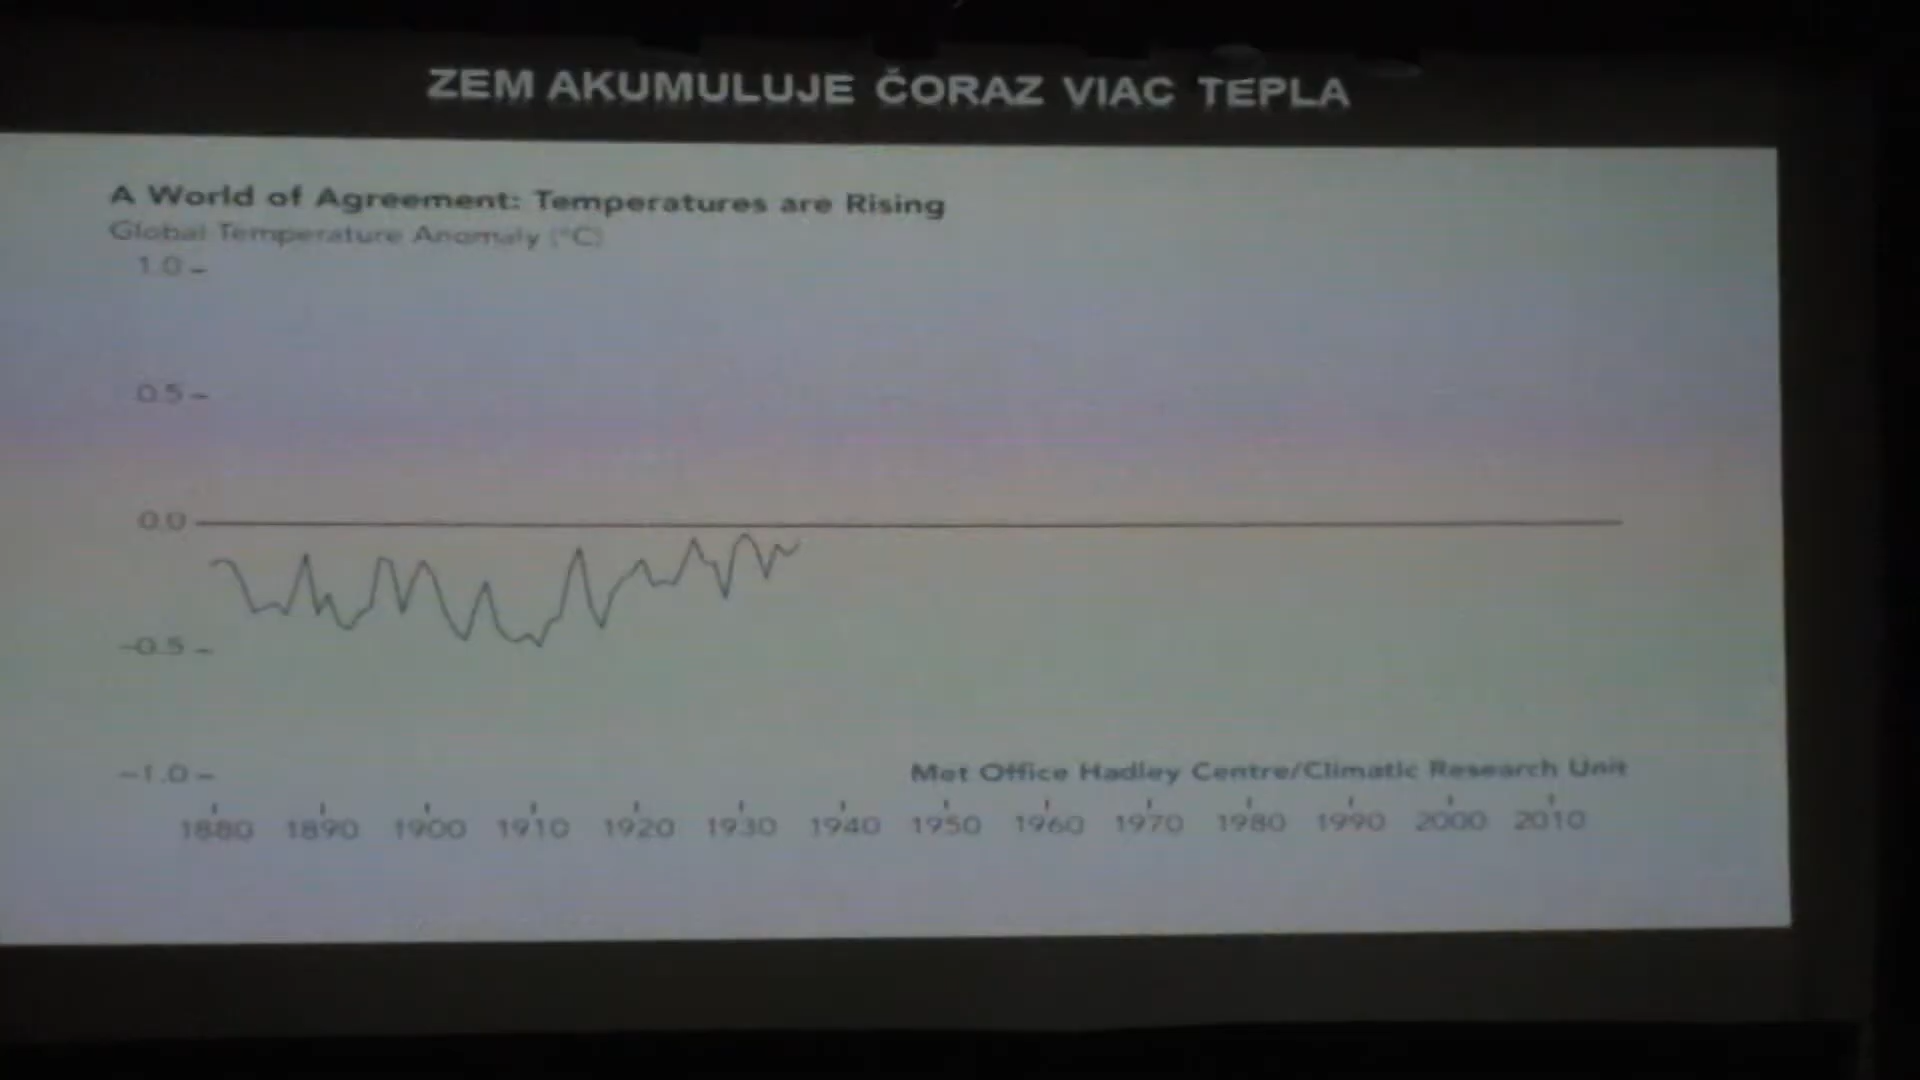 ZEM AKUMULUJE ČORAZ VIAC TEPLA
A World of Agreement: Temperatures are Rising
Global Temperature Anomaly (°C)
1.0
0.5
0.0
-0.5
-1.0
Met Office Hadley Centre/Climatic Research Unit
1880 1890 1900 1910 1920 1930 1940 1950 1960 1970 1980 1990 2000 2010